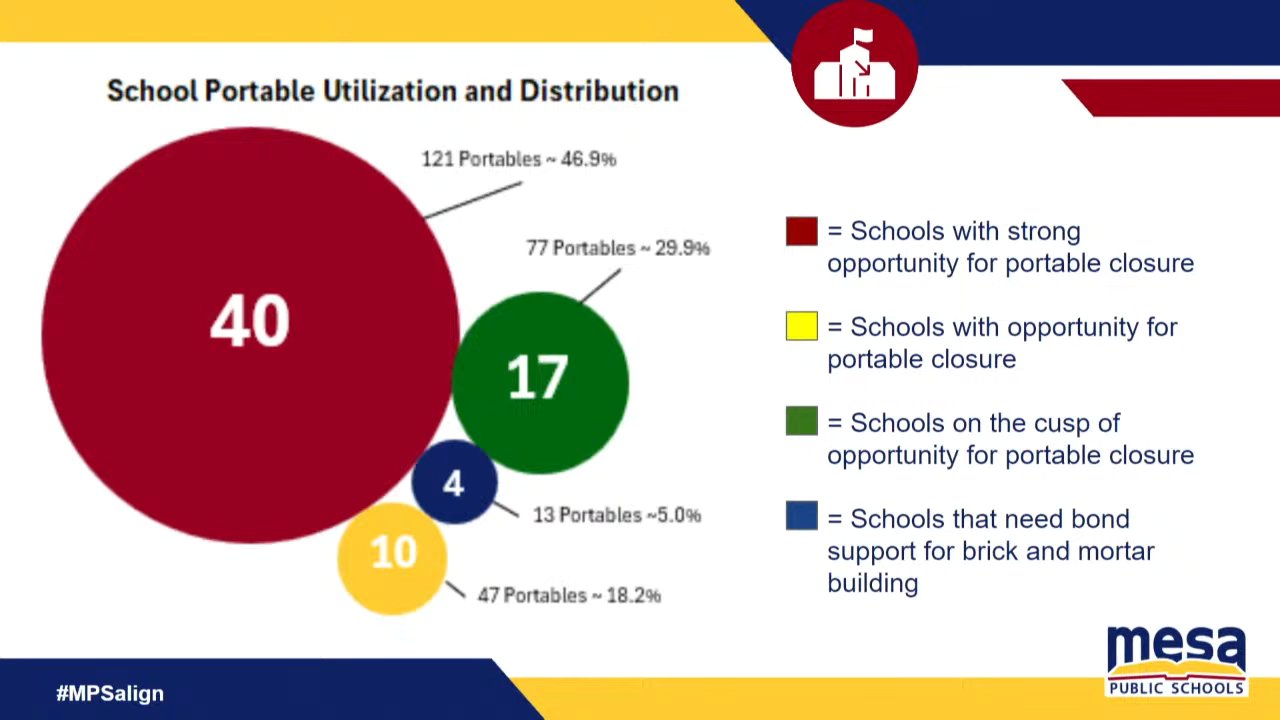 School Portable Utilization and Distribution
121 Portables ~ 46.9%
77 Portables ~ 29.9%
40
17
4
13 Portables ~5.0%
10
47 Portables ~ 18.2%
= Schools with strong
opportunity for portable closure
= Schools with opportunity for
portable closure
= Schools on the cusp of
opportunity for portable closure
= Schools that need bond
support for brick and mortar
building
#MPSalign
mesa
PUBLIC SCHOOLS